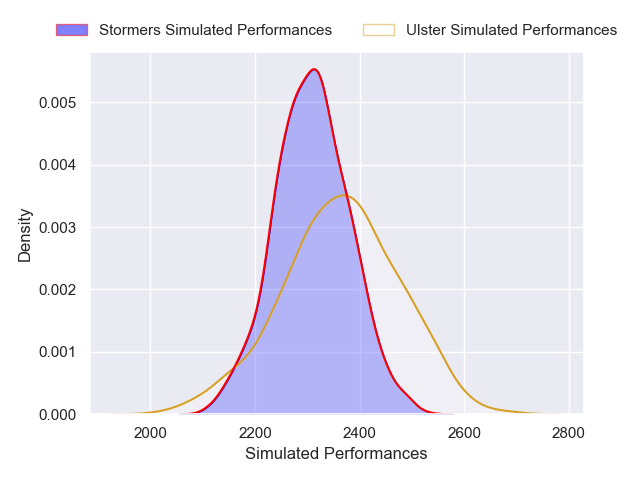 Stormers Simulated Performances
Ulster Simulated Performances
Density
0.005
0.004
0.003
0.002
0.001
0.000
2000 2200 2400 2600 2800
Simulated Performances